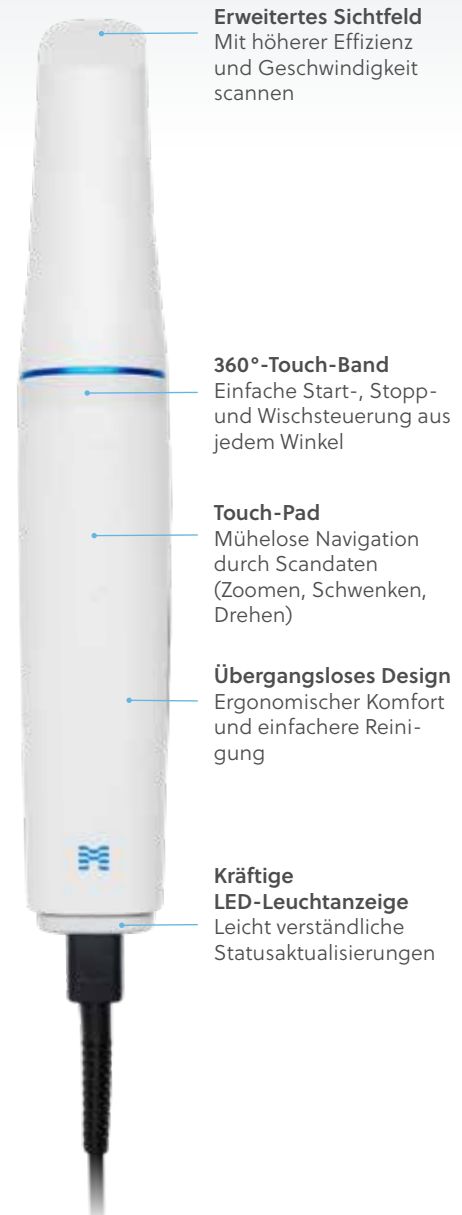 Erweitertes Sichtfeld
Mit höherer Effizienz
und Geschwindigkeit
scannen
360°-Touch-Band
Einfache Start-, Stopp-
und Wischsteuerung aus
jedem Winkel
Touch-Pad
Mühelose Navigation
durch Scandaten
(Zoomen, Schwenken,
Drehen)
Übergangsloses Design
Ergonomischer Komfort
und einfachere Reini-
gung
Kräftige
LED-Leuchtanzeige
Leicht verständliche
Statusaktualisierungen